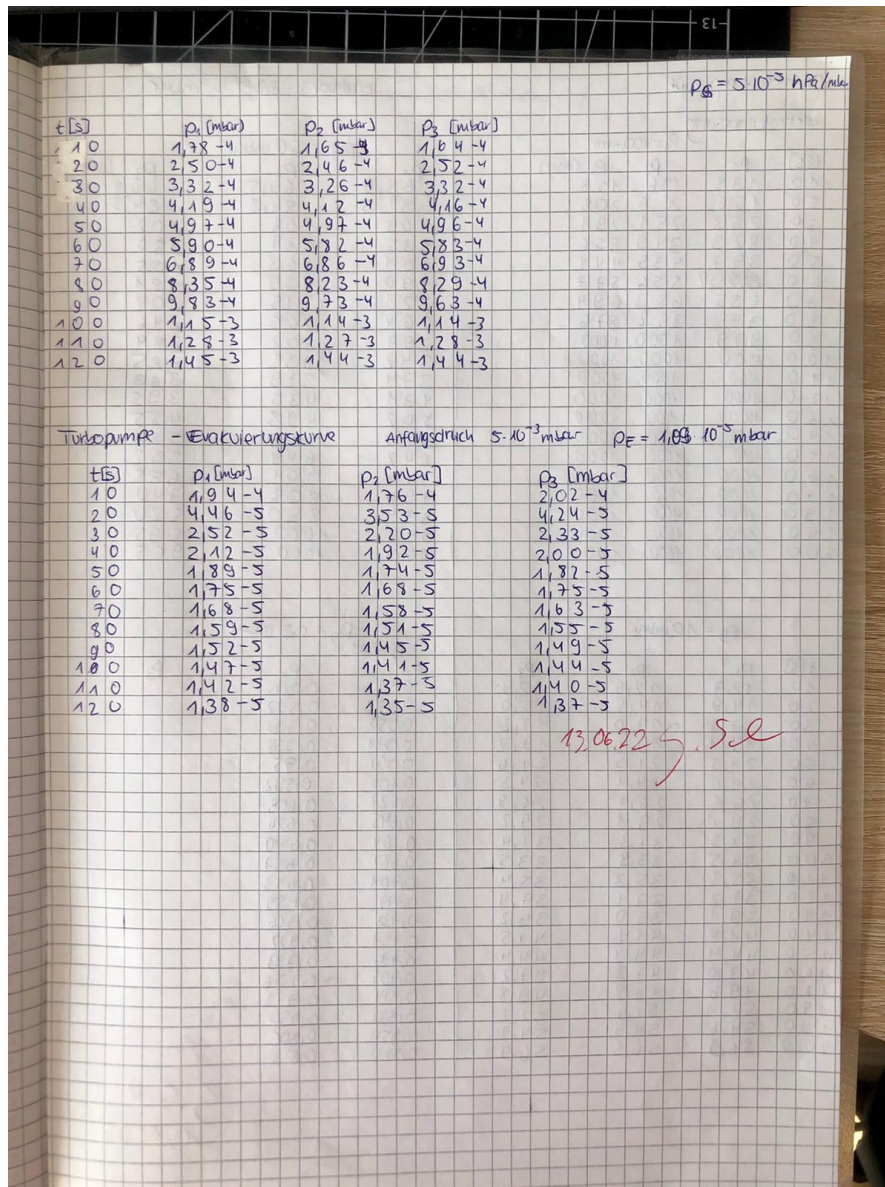 13
pG = 5·10⁻⁵ hPa/mbar
t[s] p₁ [mbar] p₂ [mbar] p₃ [mbar]
10 1,78-4 1,65-4 1,64-4
20 2,50-4 2,46-4 2,52-4
30 3,32-4 3,26-4 3,32-4
40 4,19-4 4,12-4 4,16-4
50 4,97-4 4,97-4 4,96-4
60 5,90-4 5,82-4 5,83-4
70 6,89-4 6,86-4 6,93-4
80 8,35-4 8,23-4 8,29-4
90 9,83-4 9,73-4 9,63-4
100 1,15-3 1,14-3 1,14-3
110 1,28-3 1,27-3 1,28-3
120 1,45-3 1,44-3 1,44-3
Turbopumpe - Evakuierungskurve Anfangsdruck 5·10⁻³ mbar pE = 10⁻⁵ mbar
t[s] p₁ [mbar] p₂ [mbar] p₃ [mbar]
10 1,94-4 1,76-4 2,02-4
20 4,46-5 3,53-5 4,24-5
30 2,52-5 2,20-5 2,33-5
40 2,12-5 1,92-5 2,00-5
50 1,89-5 1,74-5 1,82-5
60 1,75-5 1,68-5 1,75-5
70 1,68-5 1,58-5 1,63-5
80 1,59-5 1,51-5 1,55-5
90 1,52-5 1,45-5 1,49-5
100 1,47-5 1,41-5 1,44-5
110 1,42-5 1,37-5 1,40-5
120 1,38-5 1,35-5 1,37-5
13.06.22